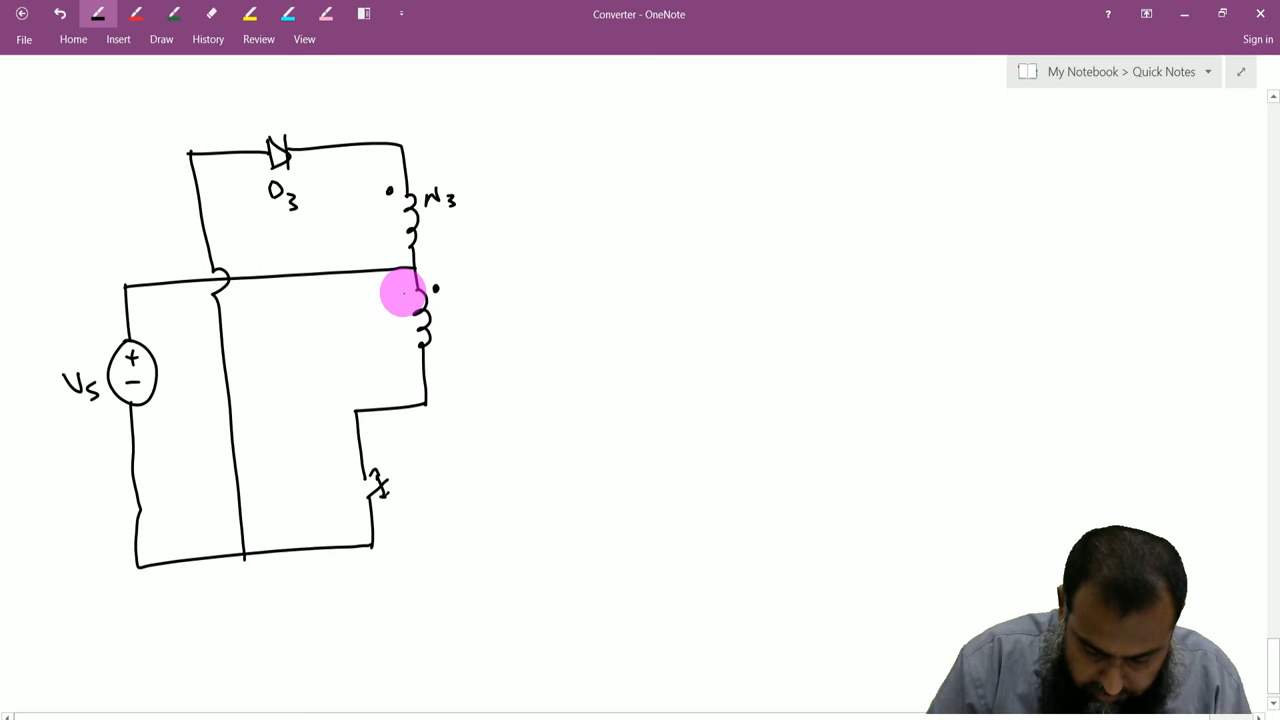 Converter - OneNote
?
File
Home
Insert
Draw
History
Review
View
Sign in
My Notebook > Quick Notes
D3
N3
+
−
Vs